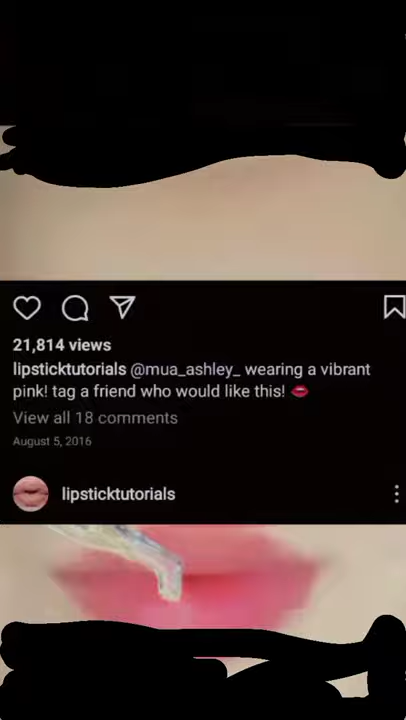 21,814 views
lipsticktutorials @mua_ashley_ wearing a vibrant
pink! tag a friend who would like this! 💋
View all 18 comments
August 5, 2016
lipsticktutorials